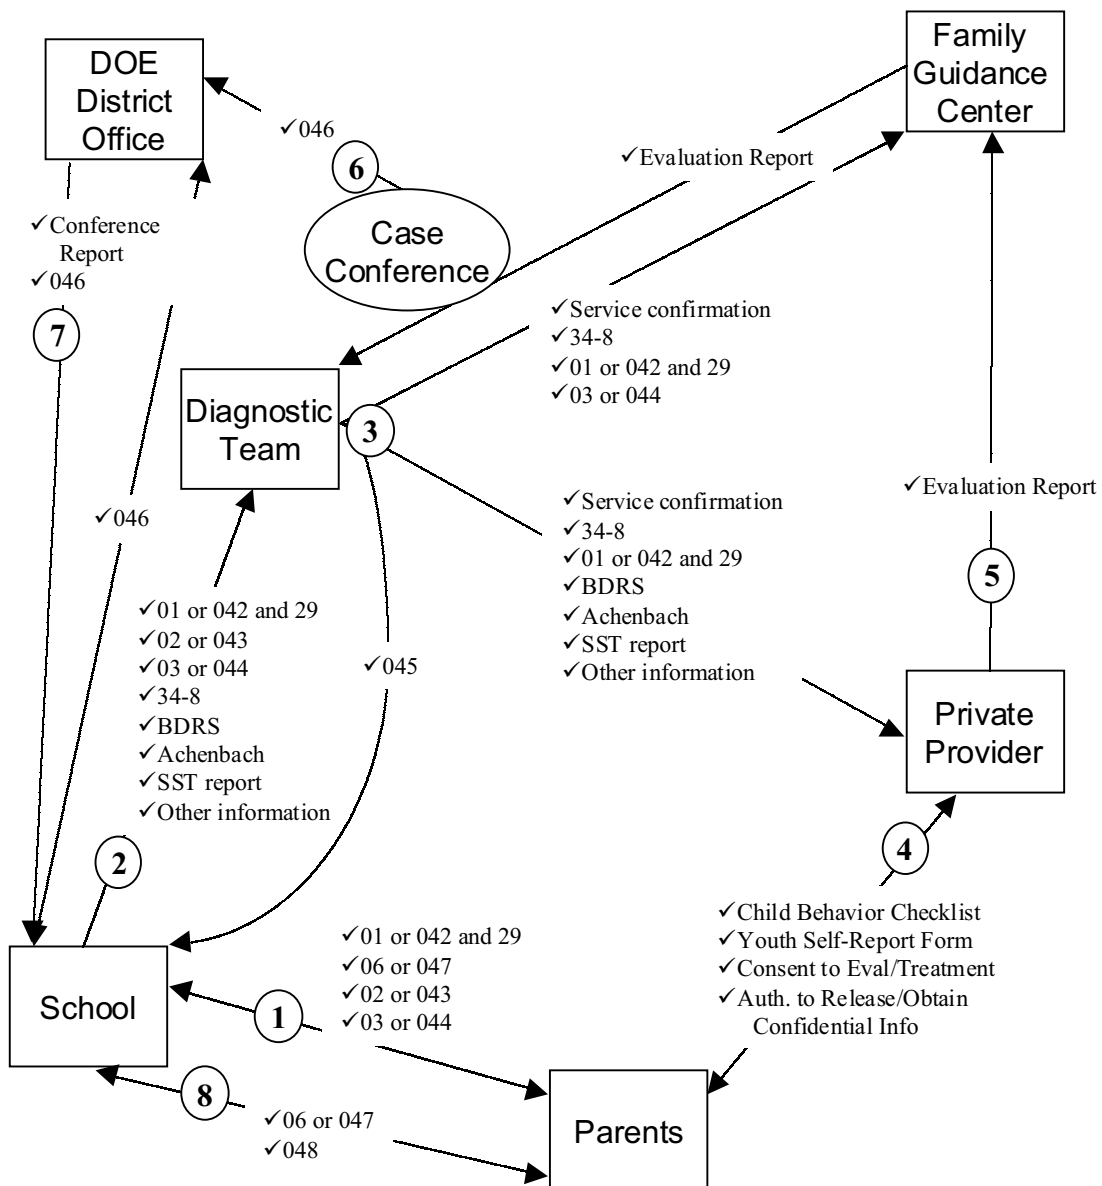 DOE
District
Office
Family
Guidance
Center
✓046
6
✓Evaluation Report
Case
Conference
✓Conference
Report
✓046
7
✓Service confirmation
✓34-8
✓01 or 042 and 29
✓03 or 044
Diagnostic
Team
3
✓046
✓Service confirmation
✓34-8
✓01 or 042 and 29
✓BDRS
✓Achenbach
✓SST report
✓Other information
✓Evaluation Report
5
✓01 or 042 and 29
✓02 or 043
✓03 or 044
✓34-8
✓BDRS
✓Achenbach
✓SST report
✓Other information
✓045
Private
Provider
2
4
✓Child Behavior Checklist
✓Youth Self-Report Form
✓Consent to Eval/Treatment
✓Auth. to Release/Obtain
Confidential Info
School
✓01 or 042 and 29
✓06 or 047
✓02 or 043
✓03 or 044
1
8
✓06 or 047
✓048
Parents